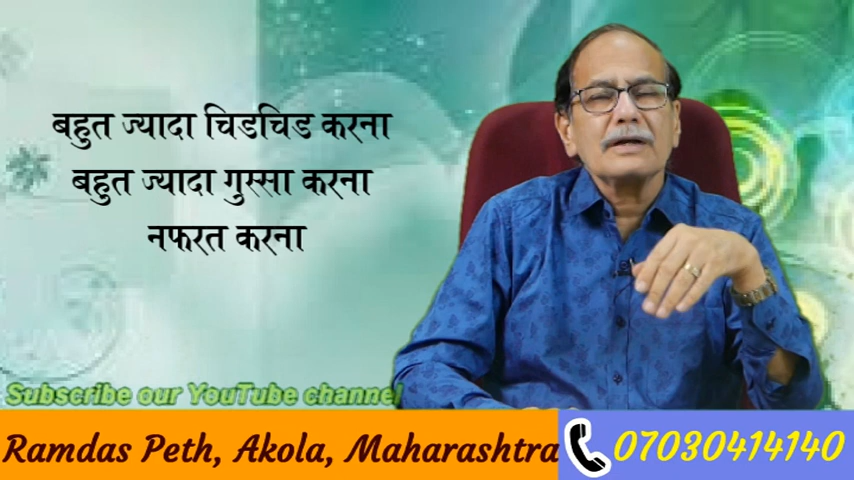 बहुत ज्यादा चिडचिड करना
बहुत ज्यादा गुस्सा करना
नफरत करना
Subscribe our YouTube channel
Ramdas Peth, Akola, Maharashtra
07030414140